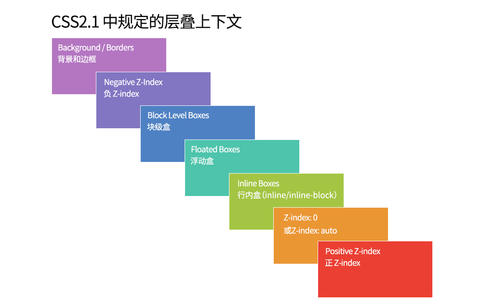 CSS2.1 中规定的层叠上下文
Background / Borders
背景和边框
Negative Z-Index
负 Z-index
Block Level Boxes
块级盒
Floated Boxes
浮动盒
Inline Boxes
行内盒（inline/inline-block）
Z-index: 0
或Z-index: auto
Positive Z-index
正 Z-index